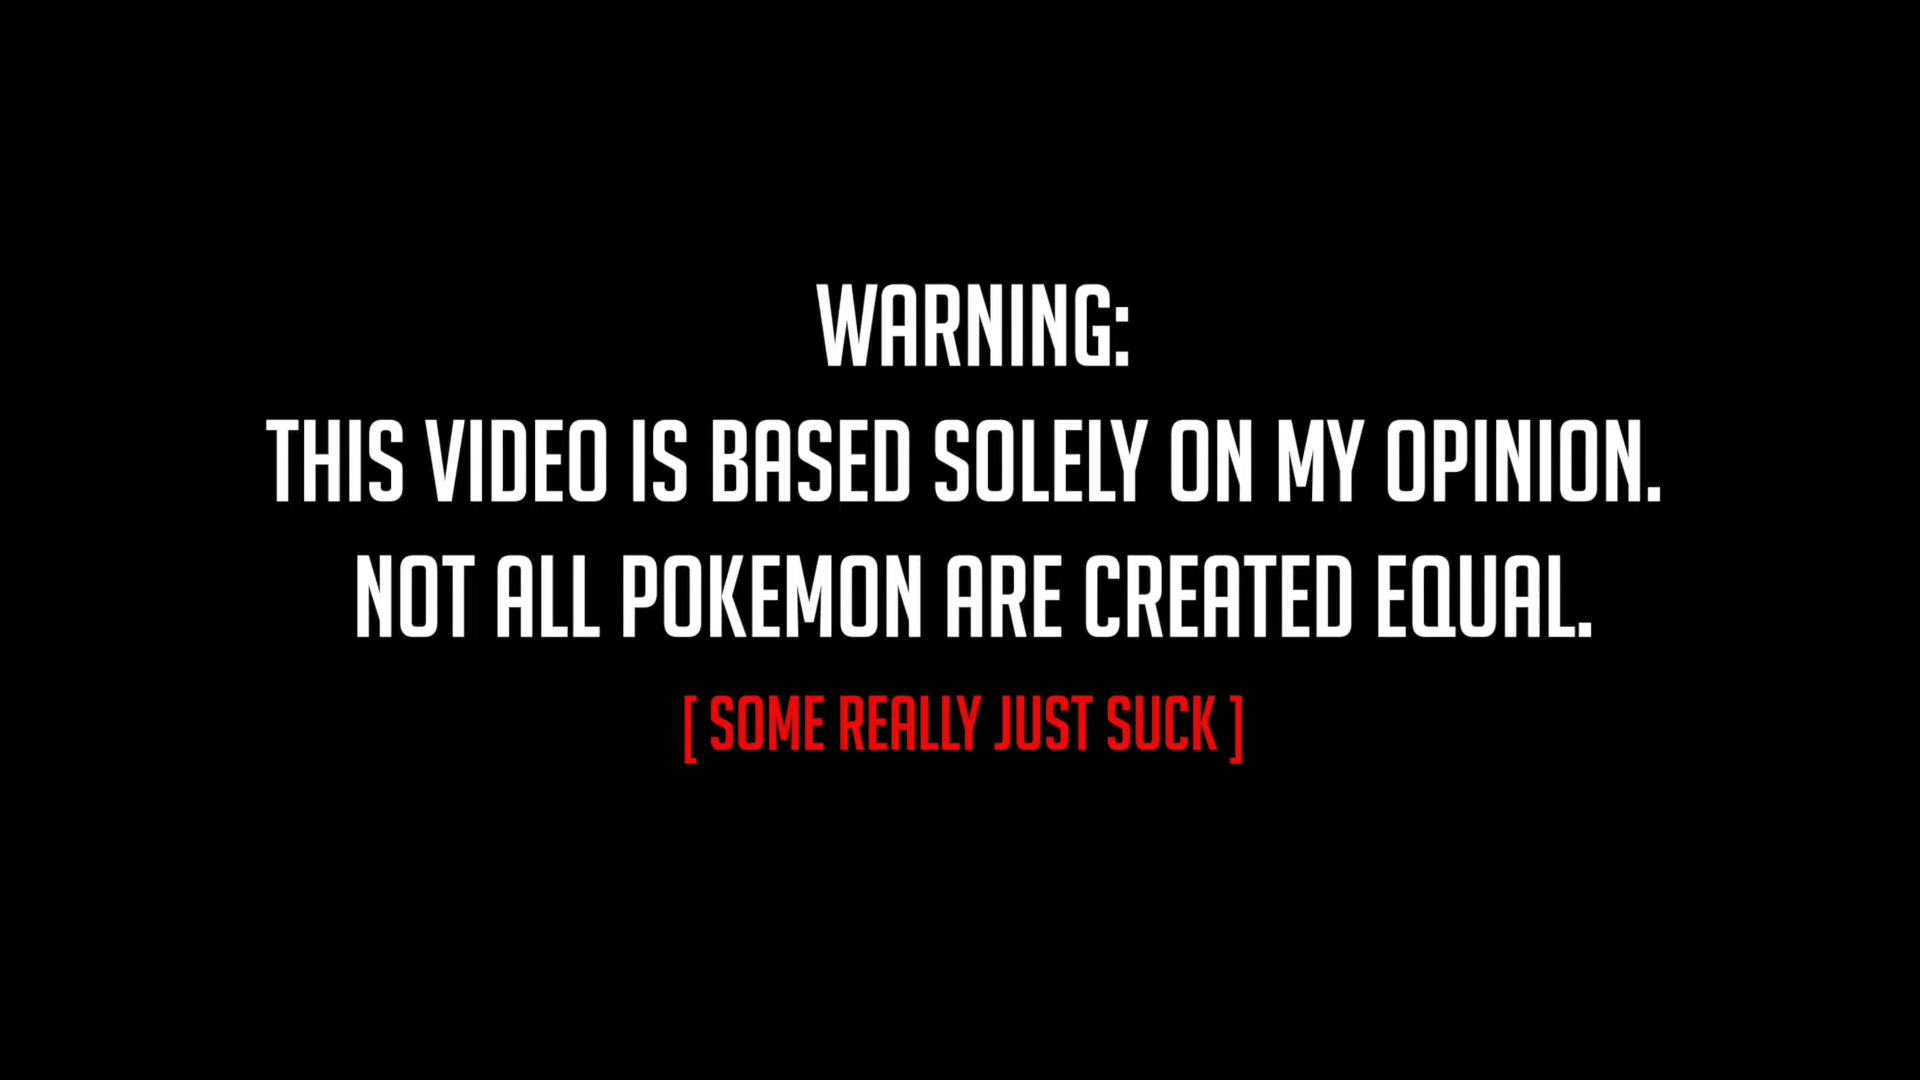 WARNING:
THIS VIDEO IS BASED SOLELY ON MY OPINION.
NOT ALL POKEMON ARE CREATED EQUAL.
[ SOME REALLY JUST SUCK ]